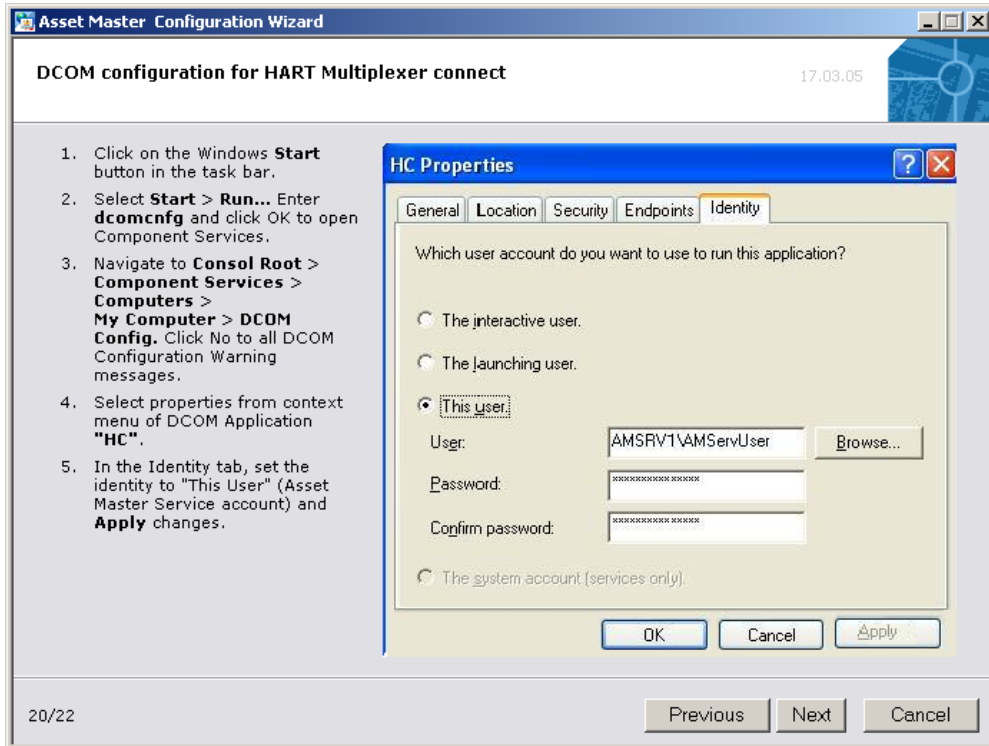 Asset Master Configuration Wizard
DCOM configuration for HART Multiplexer connect
17.03.05
1. Click on the Windows Start
button in the task bar.
2. Select Start > Run... Enter
dcomcnfg and click OK to open
Component Services.
3. Navigate to Consol Root >
Component Services >
Computers >
My Computer > DCOM
Config. Click No to all DCOM
Configuration Warning
messages.
4. Select properties from context
menu of DCOM Application
"HC".
5. In the Identity tab, set the
identity to "This User" (Asset
Master Service account) and
Apply changes.
HC Properties
General Location Security Endpoints Identity
Which user account do you want to use to run this application?
The interactive user.
The launching user.
This user.
User: AMSRV1\AMServUser Browse...
Password: ***************
Confirm password: ***************
The system account (services only).
OK Cancel Apply
20/22 Previous Next Cancel